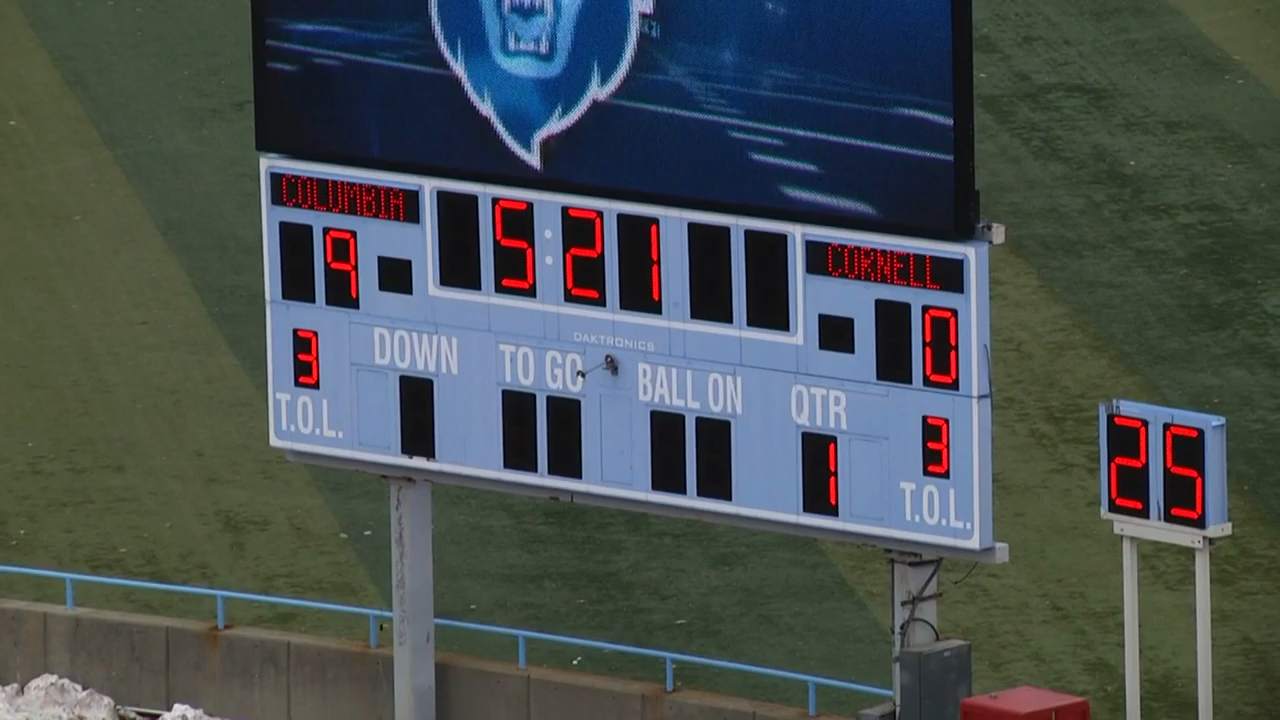 COLUMBIA
5:21
CORNELL
9
0
DAKTRONICS
3
DOWN
TO GO
BALL ON
QTR
3
T.O.L.
1
T.O.L.
25